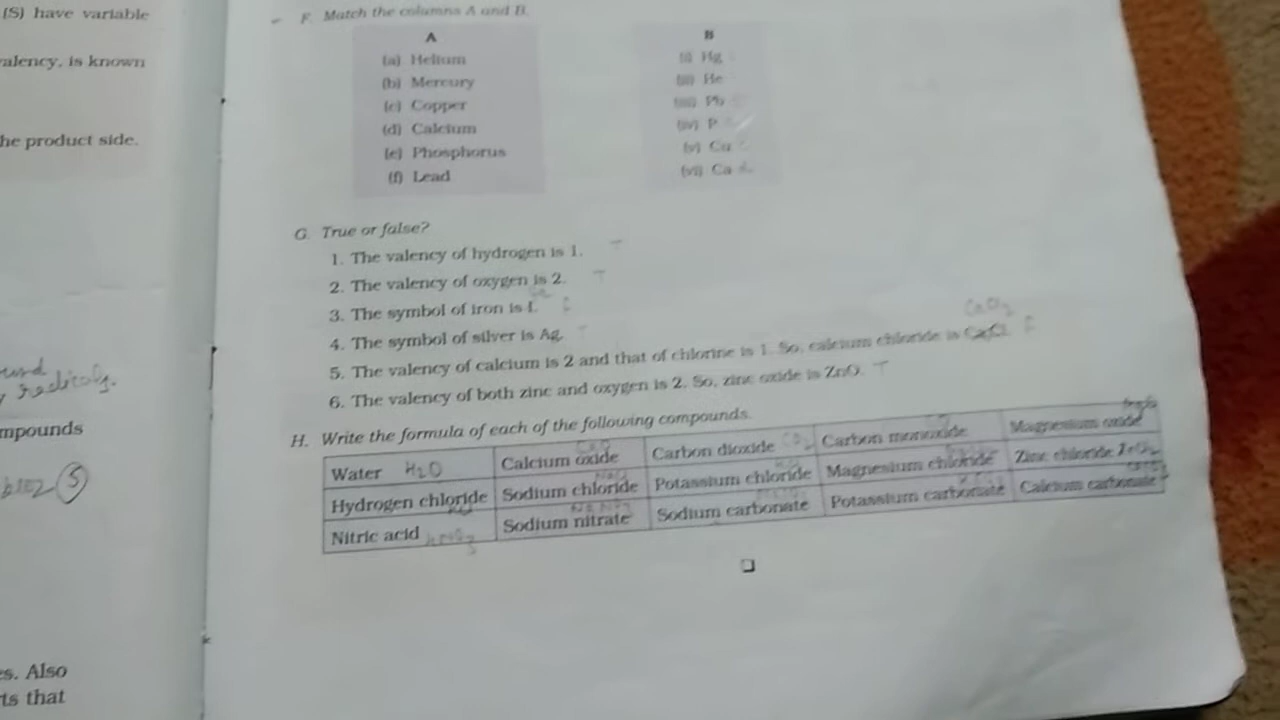 (S) have variable
alency, is known
he product side.
mpounds
es. Also
ts that
F. Match the columns A and B.
A
B
(a) Helium
(i) Hg
(b) Mercury
(ii) He
(c) Copper
(iii) Pb
(d) Calcium
(iv) P
(e) Phosphorus
(v) Cu
(f) Lead
(vi) Ca
G. True or false?
1. The valency of hydrogen is 1. T
2. The valency of oxygen is 2. T
3. The symbol of iron is I.
4. The symbol of silver is Ag.
5. The valency of calcium is 2 and that of chlorine is 1. So, calcium chloride is CaCl.
6. The valency of both zinc and oxygen is 2. So, zinc oxide is ZnO. T
H. Write the formula of each of the following compounds.
Water H₂O Calcium oxide CaO Carbon dioxide Carbon monoxide Magnesium oxide
Hydrogen chloride Sodium chloride Potassium chloride Magnesium chloride Zinc chloride
Nitric acid Sodium nitrate Sodium carbonate Potassium carbonate Calcium carbonate